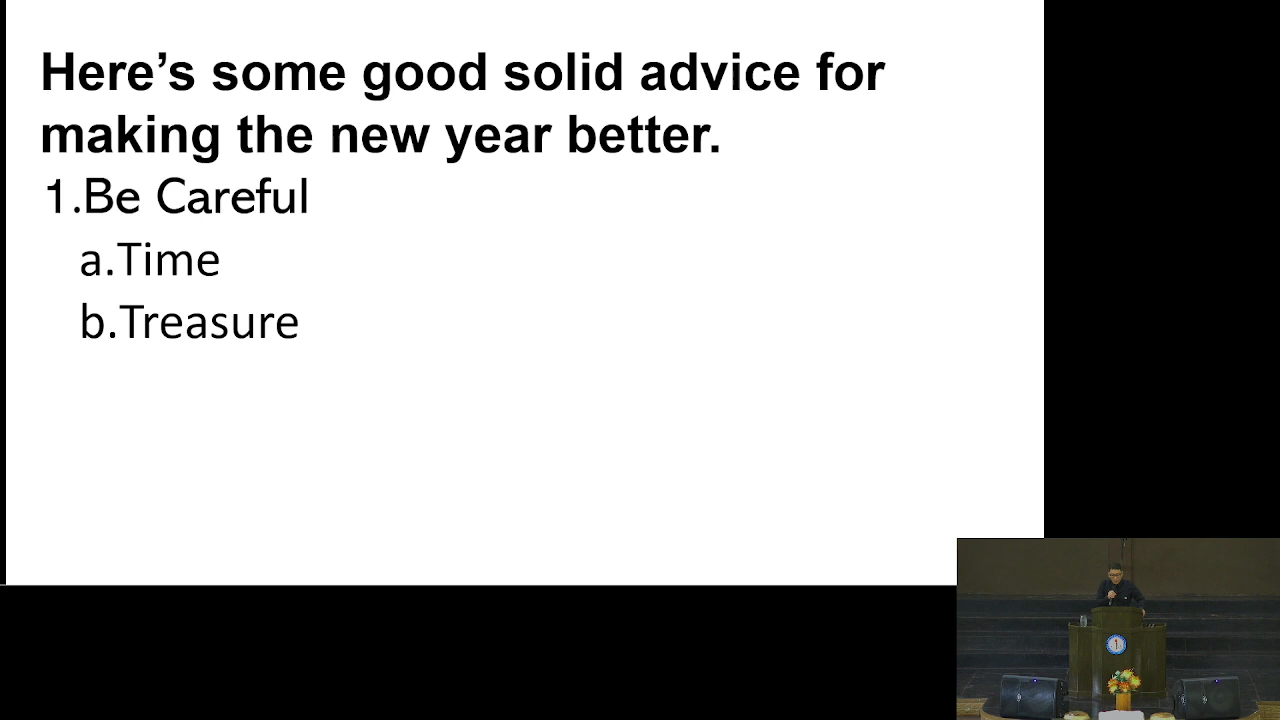 Here’s some good solid advice for
making the new year better.
1.Be Careful
a.Time
b.Treasure